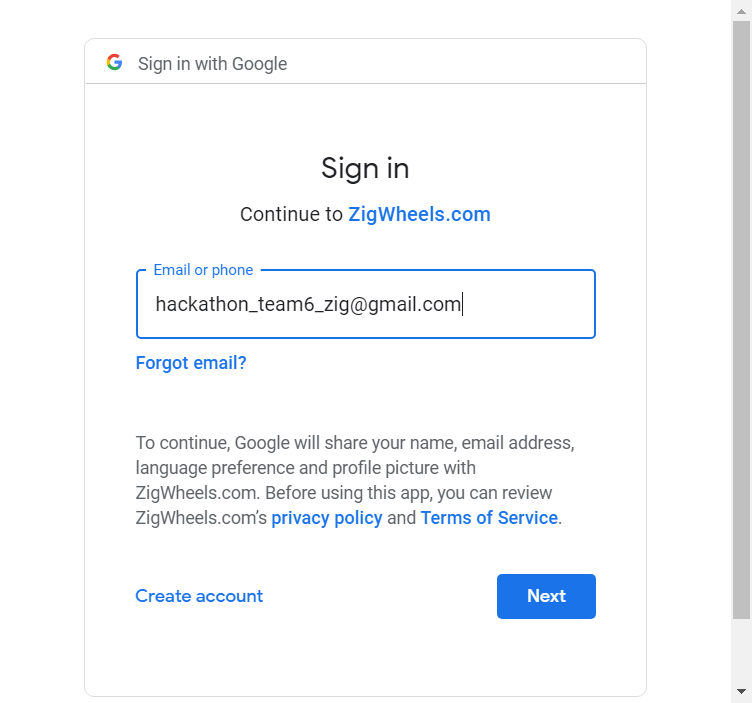 Sign in with Google
Sign in
Continue to ZigWheels.com
Email or phone
hackathon_team6_zig@gmail.com
Forgot email?
To continue, Google will share your name, email address,
language preference and profile picture with
ZigWheels.com. Before using this app, you can review
ZigWheels.com’s privacy policy and Terms of Service.
Create account
Next